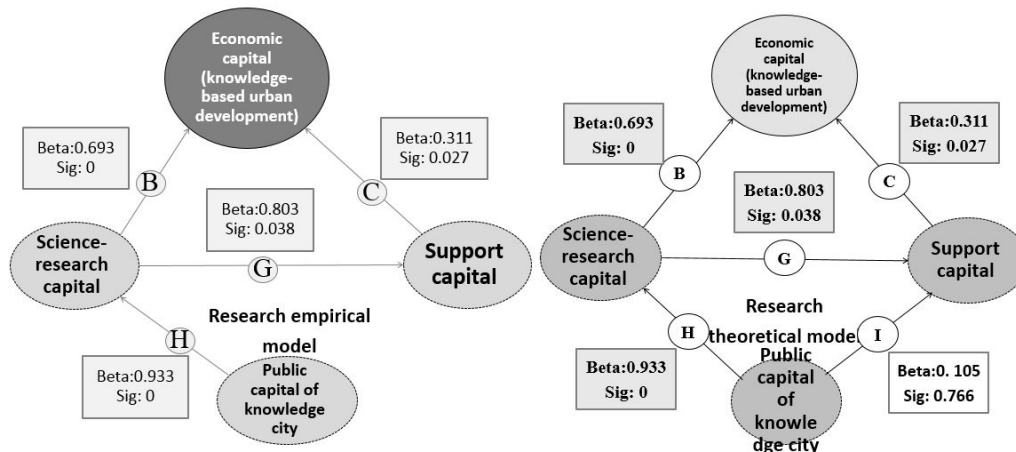 Economic
capital
(knowledge-
based urban
development)
Beta:0.693
Sig: 0
Beta:0.311
Sig: 0.027
B
C
Beta:0.803
Sig: 0.038
Science-
research
capital
G
Support
capital
H
Research empirical
model
Beta:0.933
Sig: 0
Public
capital of
knowledge
city
Economic
capital
(knowledge-
based urban
development)
Beta:0.693
Sig: 0
Beta:0.311
Sig: 0.027
B
C
Beta:0.803
Sig: 0.038
Science-
research
capital
G
Support
capital
Research
theoretical model
H
I
Beta:0.933
Sig: 0
Public
capital
of
knowle
dge city
Beta:0. 105
Sig: 0.766